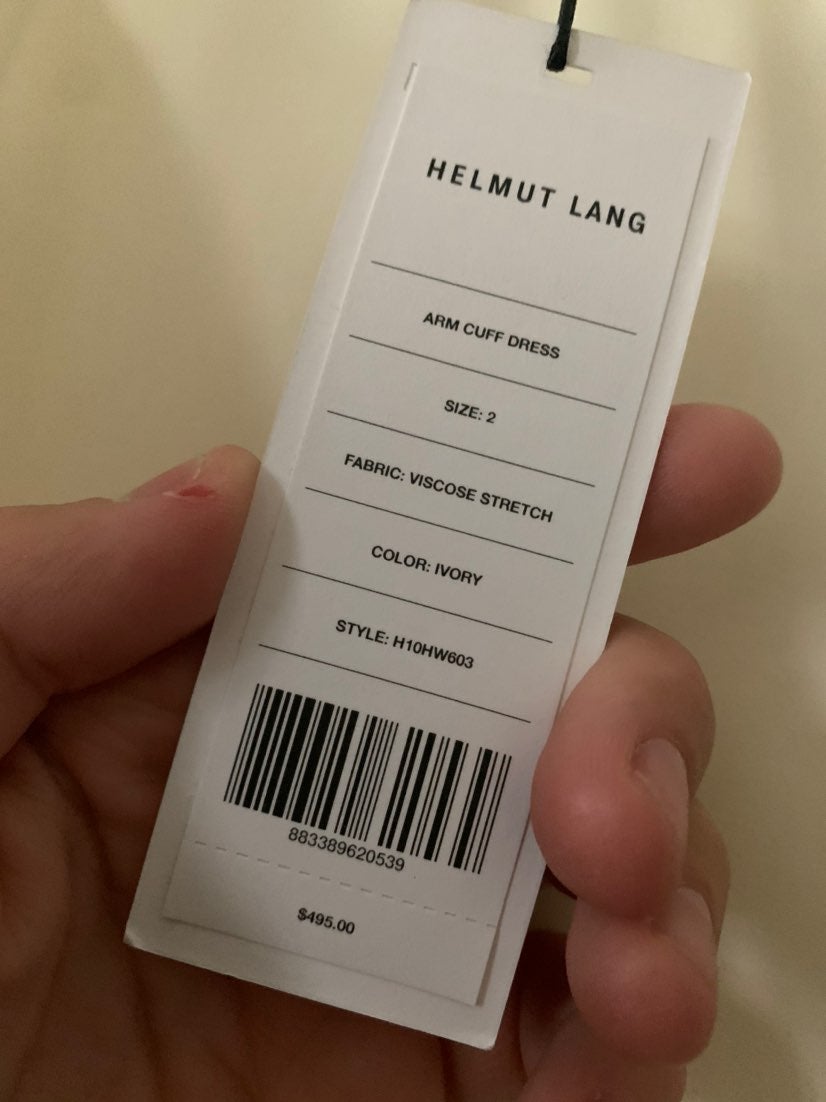 HELMUT LANG
ARM CUFF DRESS
SIZE: 2
FABRIC: VISCOSE STRETCH
COLOR: IVORY
STYLE: H10HW603
883389620539
$495.00